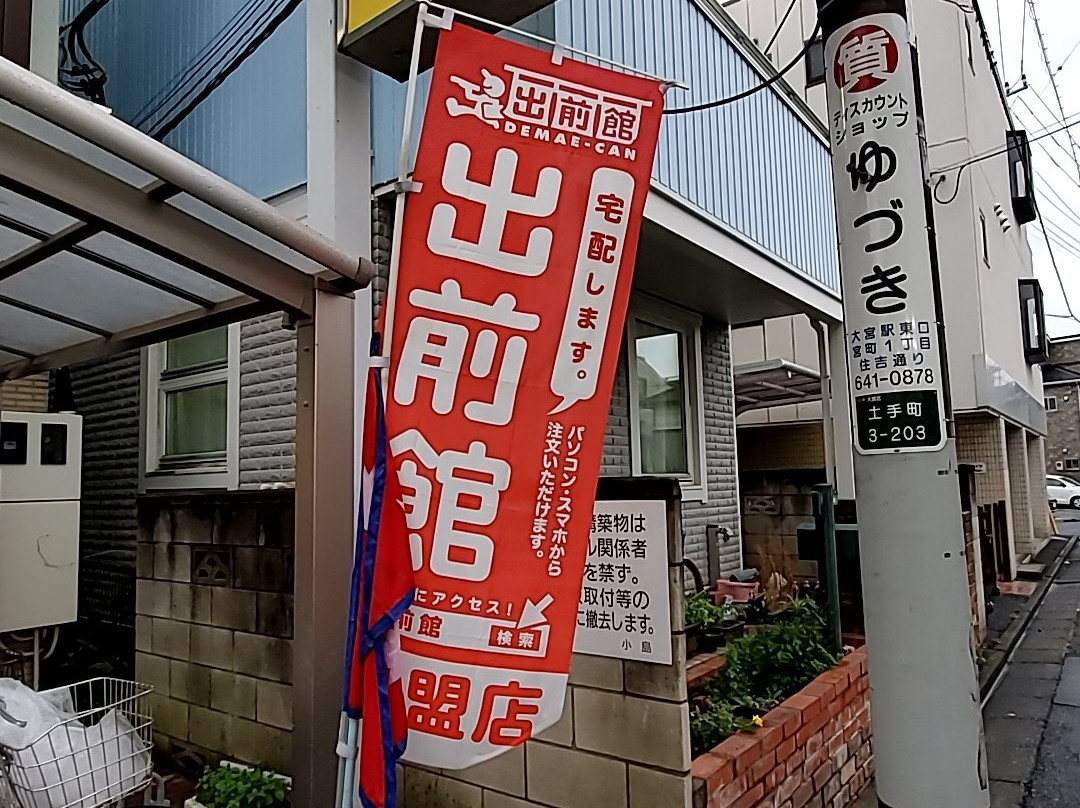 出前館
DEMAE-CAN
宅配します。
出前館
パソコン・スマホから
注文いただけます。
にアクセス!
前館
検索
盟店
構築物は
ル関係者
を禁ず。
取付等の
に撤去します。
小島
質
ディスカウント
ショップ
ゆづき
大宮駅東口
宮町1丁目
住吉通り
641-0878
大宮区
土手町
3-203